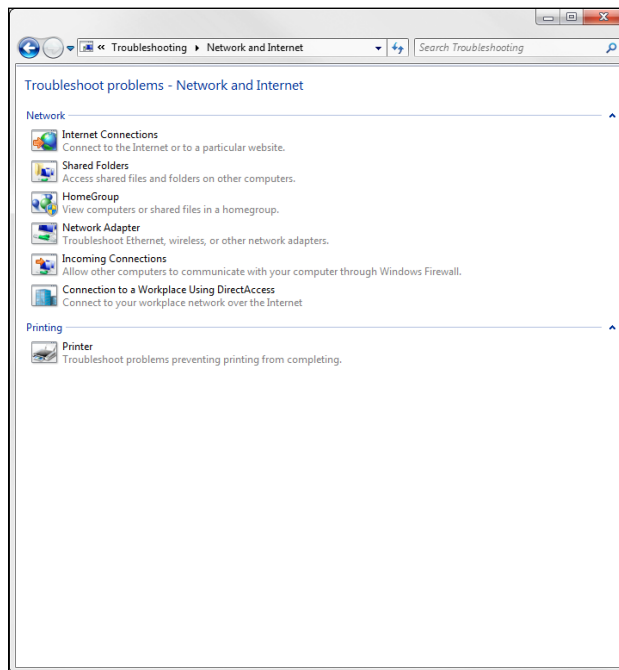 « Troubleshooting Network and Internet Search Troubleshooting
Troubleshoot problems - Network and Internet
Network
Internet Connections
Connect to the Internet or to a particular website.
Shared Folders
Access shared files and folders on other computers.
HomeGroup
View computers or shared files in a homegroup.
Network Adapter
Troubleshoot Ethernet, wireless, or other network adapters.
Incoming Connections
Allow other computers to communicate with your computer through Windows Firewall.
Connection to a Workplace Using DirectAccess
Connect to your workplace network over the Internet
Printing
Printer
Troubleshoot problems preventing printing from completing.